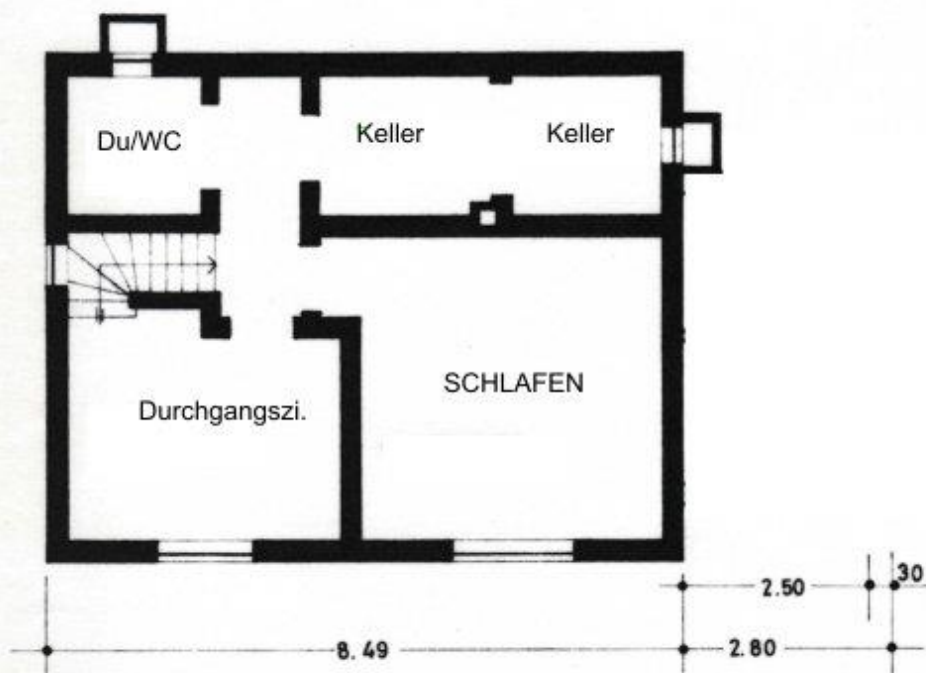 Du/WC
Keller
Keller
SCHLAFEN
Durchgangszi.
2.50
30
8.49
2.80